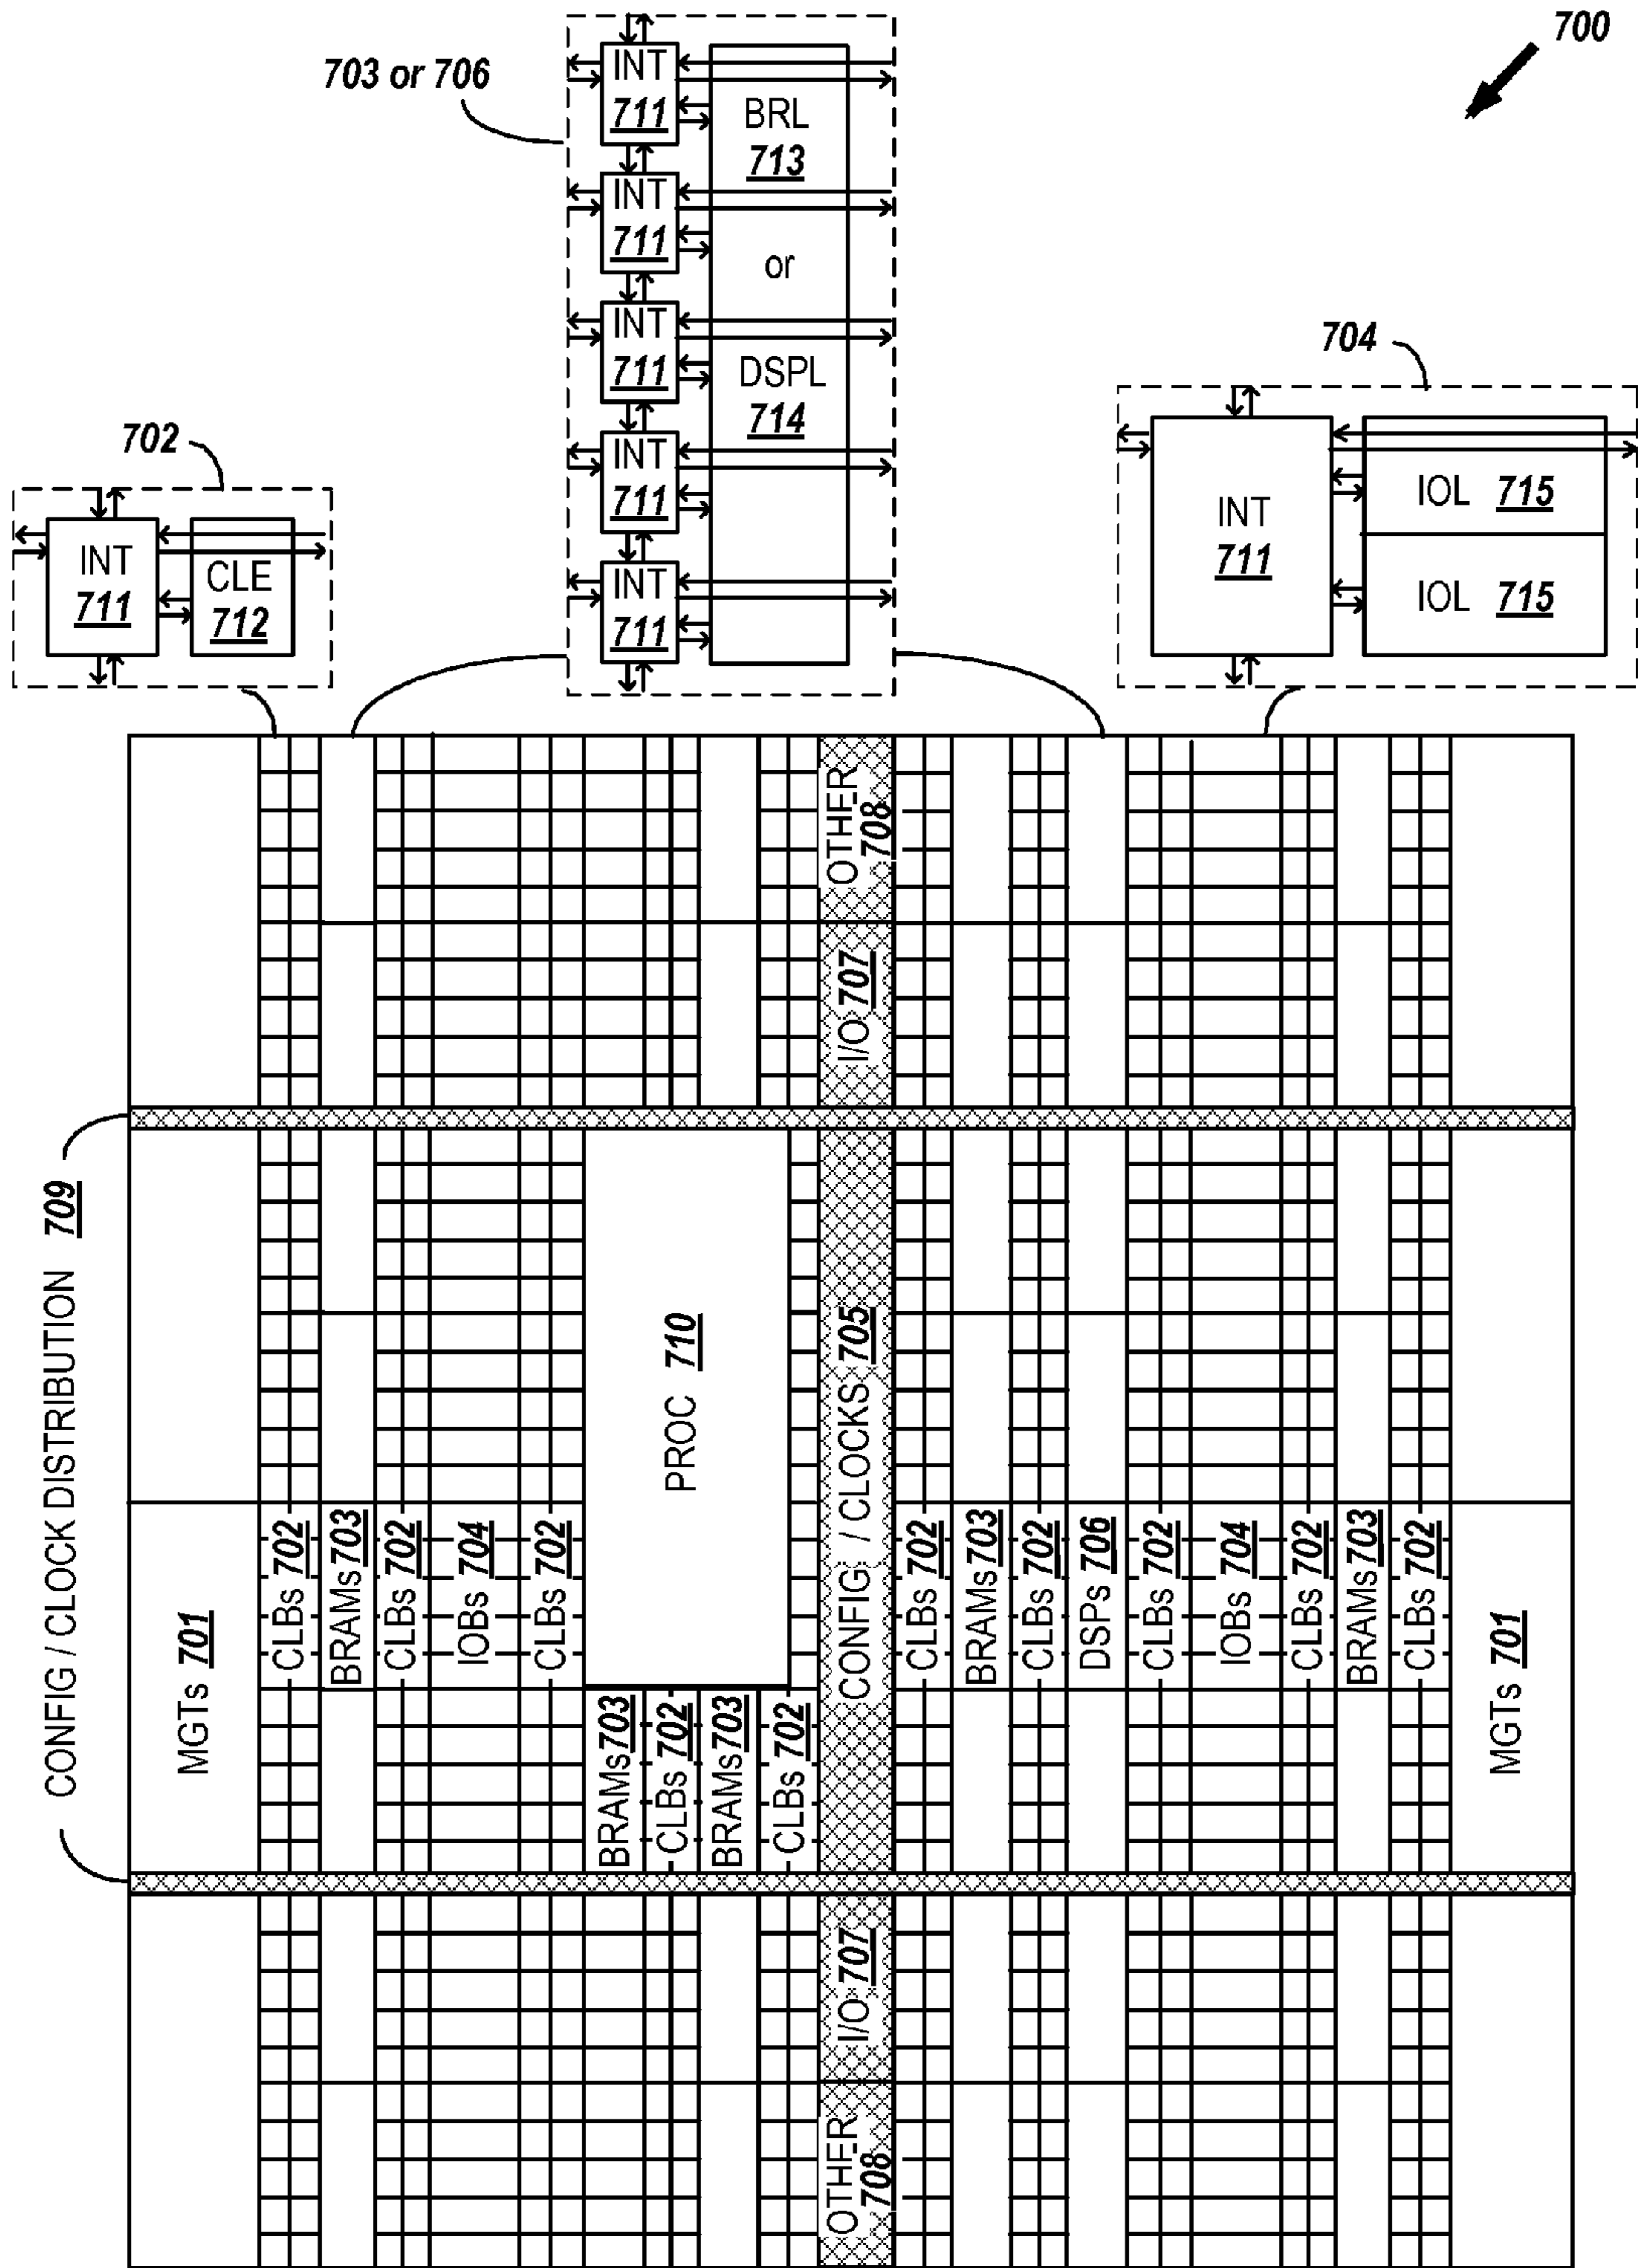 700
703 or 706
INT
711
INT
711
INT
711
INT
711
INT
711
BRL
713
or
DSPL
714
704
INT
711
IOL 715
IOL 715
702
INT
711
CLE
712
CONFIG / CLOCK DISTRIBUTION 709
MGTs 701
CLBs 702
BRAMs 703
CLBs 702
IOBs 704
CLBs 702
PROC 710
BRAMs 703
CLBs 702
BRAMs 703
CLBs 702
OTHER
708
I/O 707
CONFIG / CLOCKS 705
I/O 707
OTHER
708
CLBs 702
BRAMs 703
CLBs 702
DSPs 706
CLBs 702
IOBs 704
CLBs 702
BRAMs 703
CLBs 702
MGTs 701